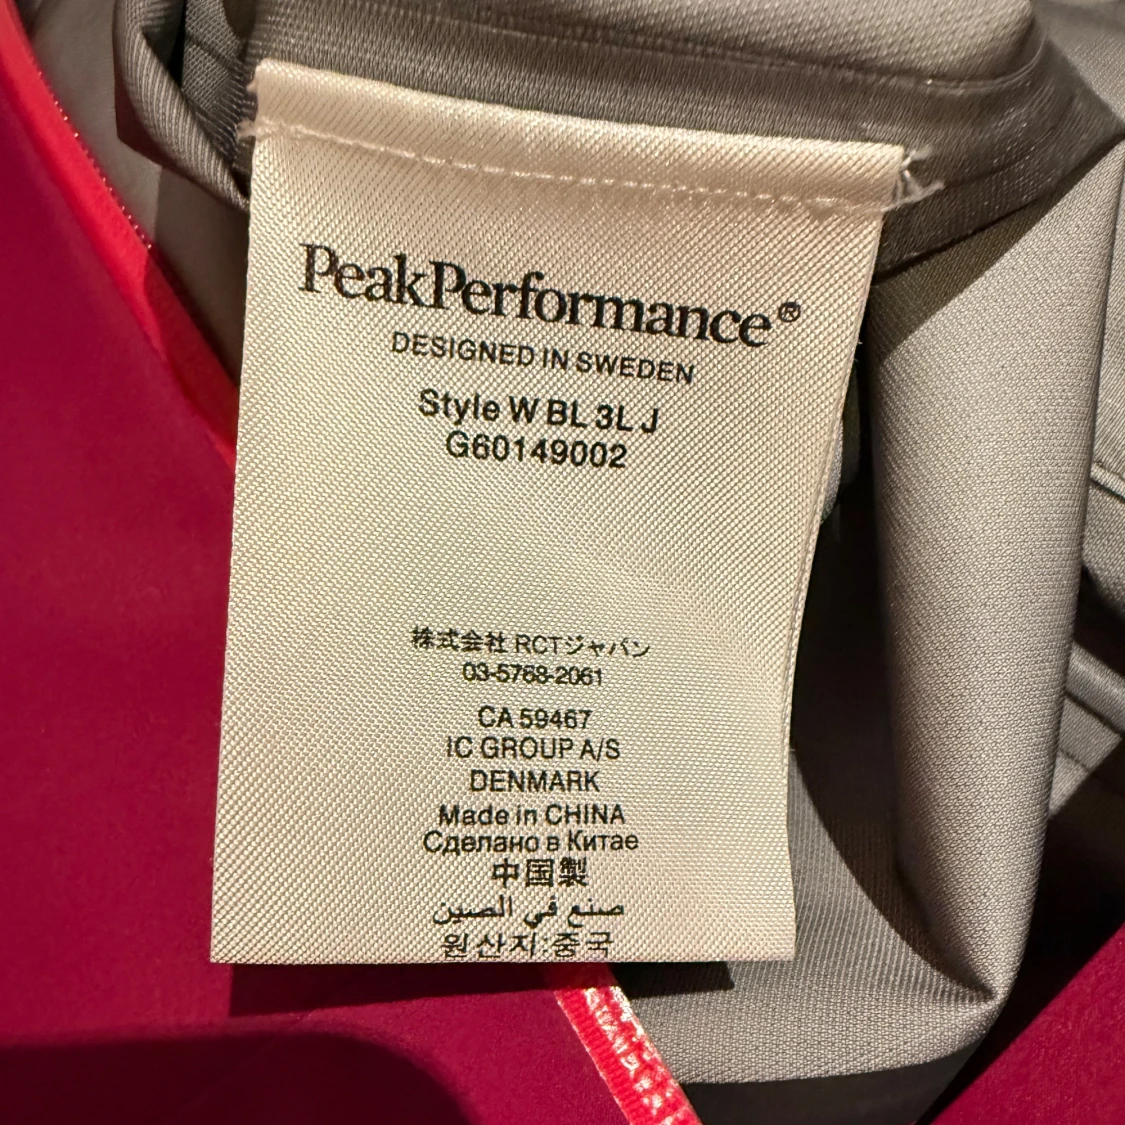 PeakPerformance®
DESIGNED IN SWEDEN
Style W BL 3L J
G60149002
株式会社 RCTジャパン
03-5768-2061
CA 59467
IC GROUP A/S
DENMARK
Made in CHINA
Сделано в Китае
中国製
صنع في الصين
원산지:중국